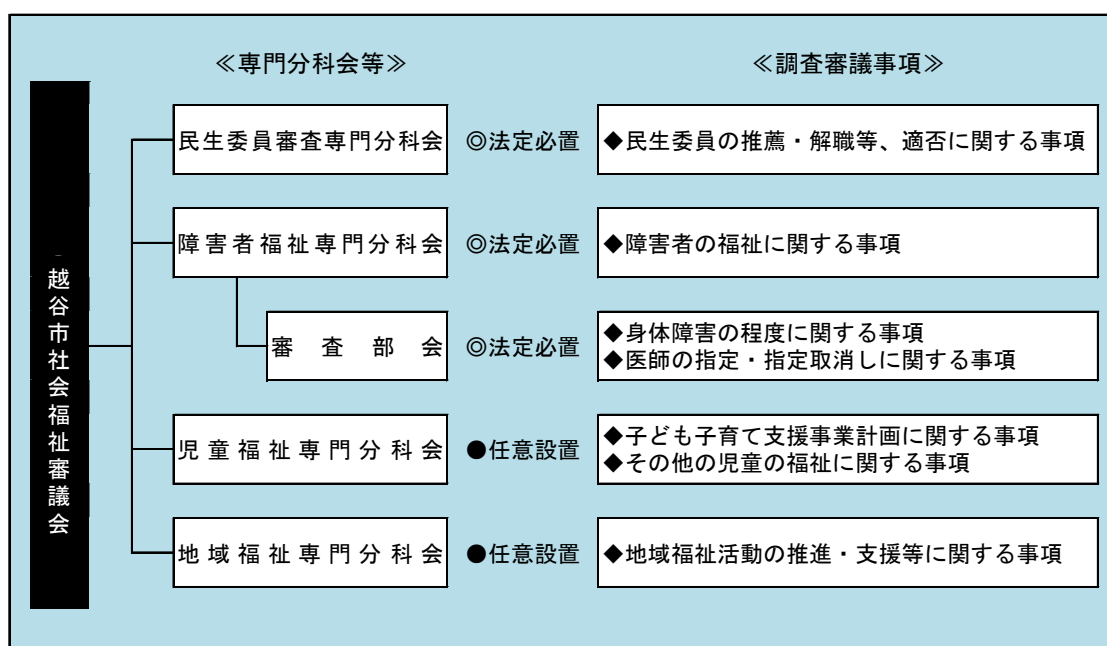 ≪専門分科会等≫ ≪調査審議事項≫
越谷市社会福祉審議会
民生委員審査専門分科会 ◎法定必置 ◆民生委員の推薦・解職等、適否に関する事項
障害者福祉専門分科会 ◎法定必置 ◆障害者の福祉に関する事項
審査部会 ◎法定必置 ◆身体障害の程度に関する事項
◆医師の指定・指定取消しに関する事項
児童福祉専門分科会 ●任意設置 ◆子ども子育て支援事業計画に関する事項
◆その他の児童の福祉に関する事項
地域福祉専門分科会 ●任意設置 ◆地域福祉活動の推進・支援等に関する事項